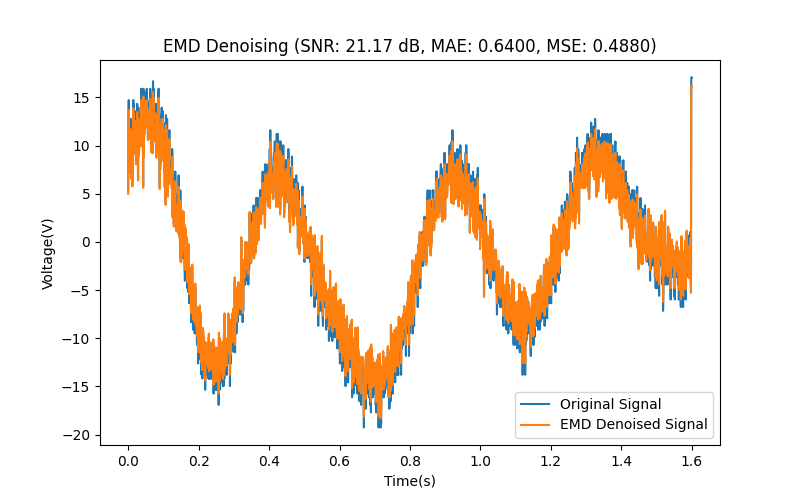 EMD Denoising (SNR: 21.17 dB, MAE: 0.6400, MSE: 0.4880)
Voltage(V)
15
10
5
0
−5
−10
−15
−20
Original Signal
EMD Denoised Signal
0.0 0.2 0.4 0.6 0.8 1.0 1.2 1.4 1.6
Time(s)